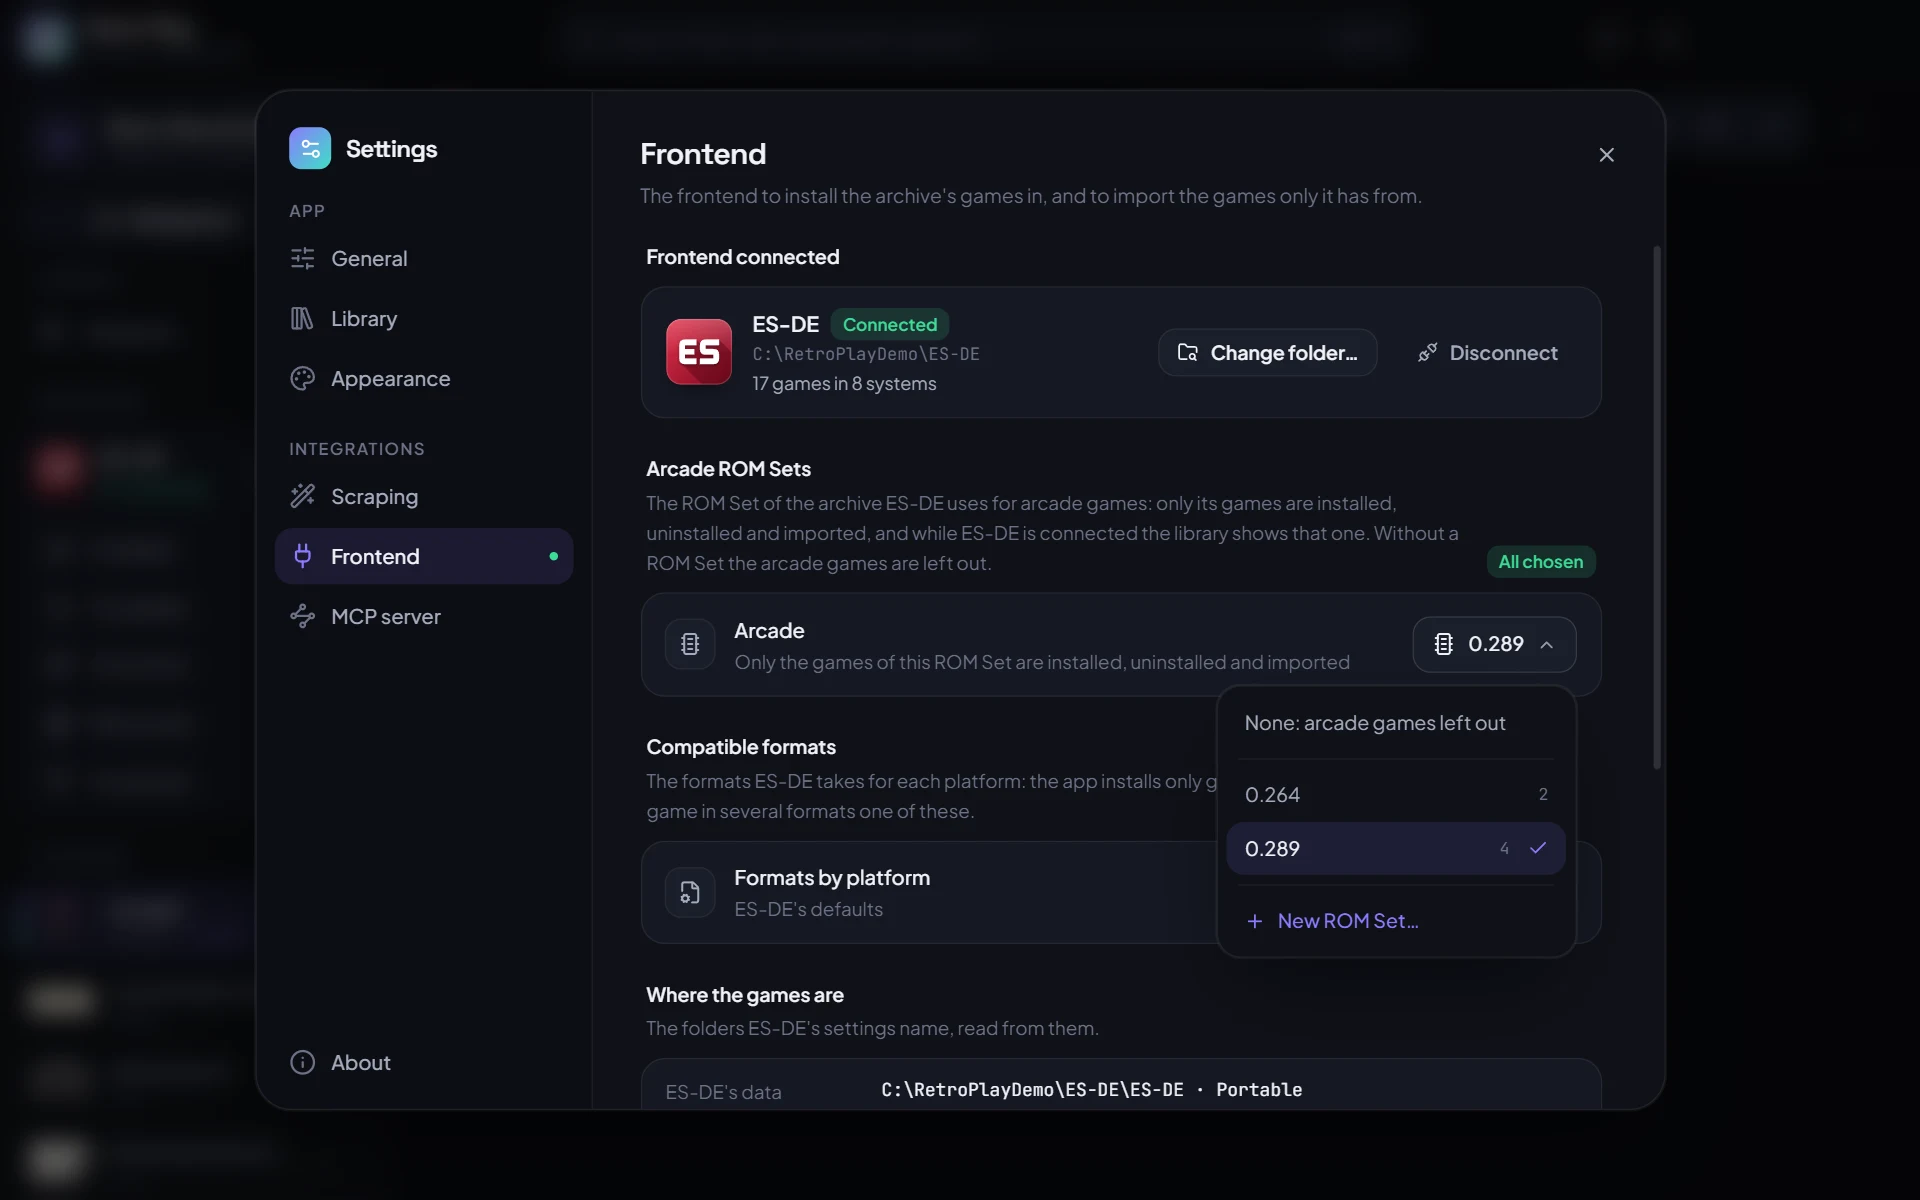 Settings
APP
General
Library
Appearance
INTEGRATIONS
Scraping
Frontend
MCP server
About
Frontend
The frontend to install the archive's games in, and to import the games only it has from.
Frontend connected
ES
ES-DE Connected
C:\RetroPlayDemo\ES-DE
17 games in 8 systems
Change folder...
Disconnect
Arcade ROM Sets
The ROM Set of the archive ES-DE uses for arcade games: only its games are installed,
uninstalled and imported, and while ES-DE is connected the library shows that one. Without a
ROM Set the arcade games are left out.
All chosen
Arcade
Only the games of this ROM Set are installed, uninstalled and imported
0.289
None: arcade games left out
0.264 2
0.289 4
+ New ROM Set...
Compatible formats
The formats ES-DE takes for each platform: the app installs only
game in several formats one of these.
Formats by platform
ES-DE's defaults
Where the games are
The folders ES-DE's settings name, read from them.
ES-DE's data
C:\RetroPlayDemo\ES-DE\ES-DE · Portable